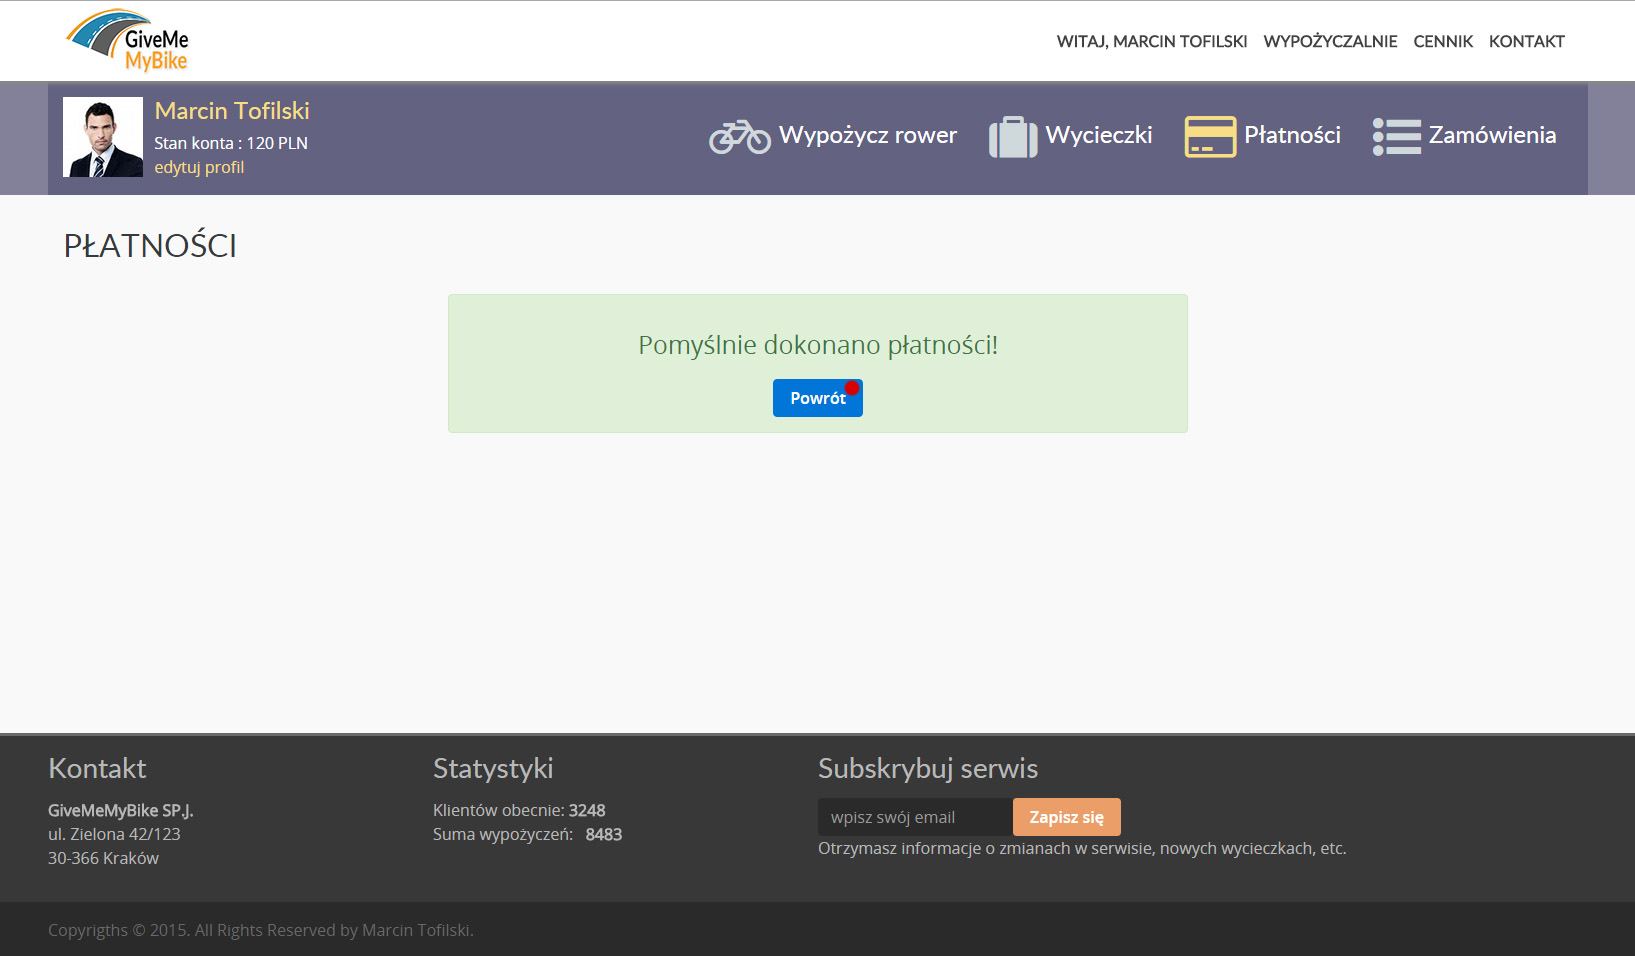 GiveMe
MyBike
WITAJ, MARCIN TOFILSKI WYPOŻYCZALNIE CENNIK KONTAKT
Marcin Tofilski
Stan konta : 120 PLN
edytuj profil
Wypożycz rower Wycieczki Płatności Zamówienia
PŁATNOŚCI
Pomyślnie dokonano płatności!
Powrót
Kontakt
GiveMeMyBike SP.J.
ul. Zielona 42/123
30-366 Kraków
Statystyki
Klientów obecnie: 3248
Suma wypożyczeń: 8483
Subskrybuj serwis
wpisz swój email Zapisz się
Otrzymasz informacje o zmianach w serwisie, nowych wycieczkach, etc.
Copyrigths © 2015. All Rights Reserved by Marcin Tofilski.